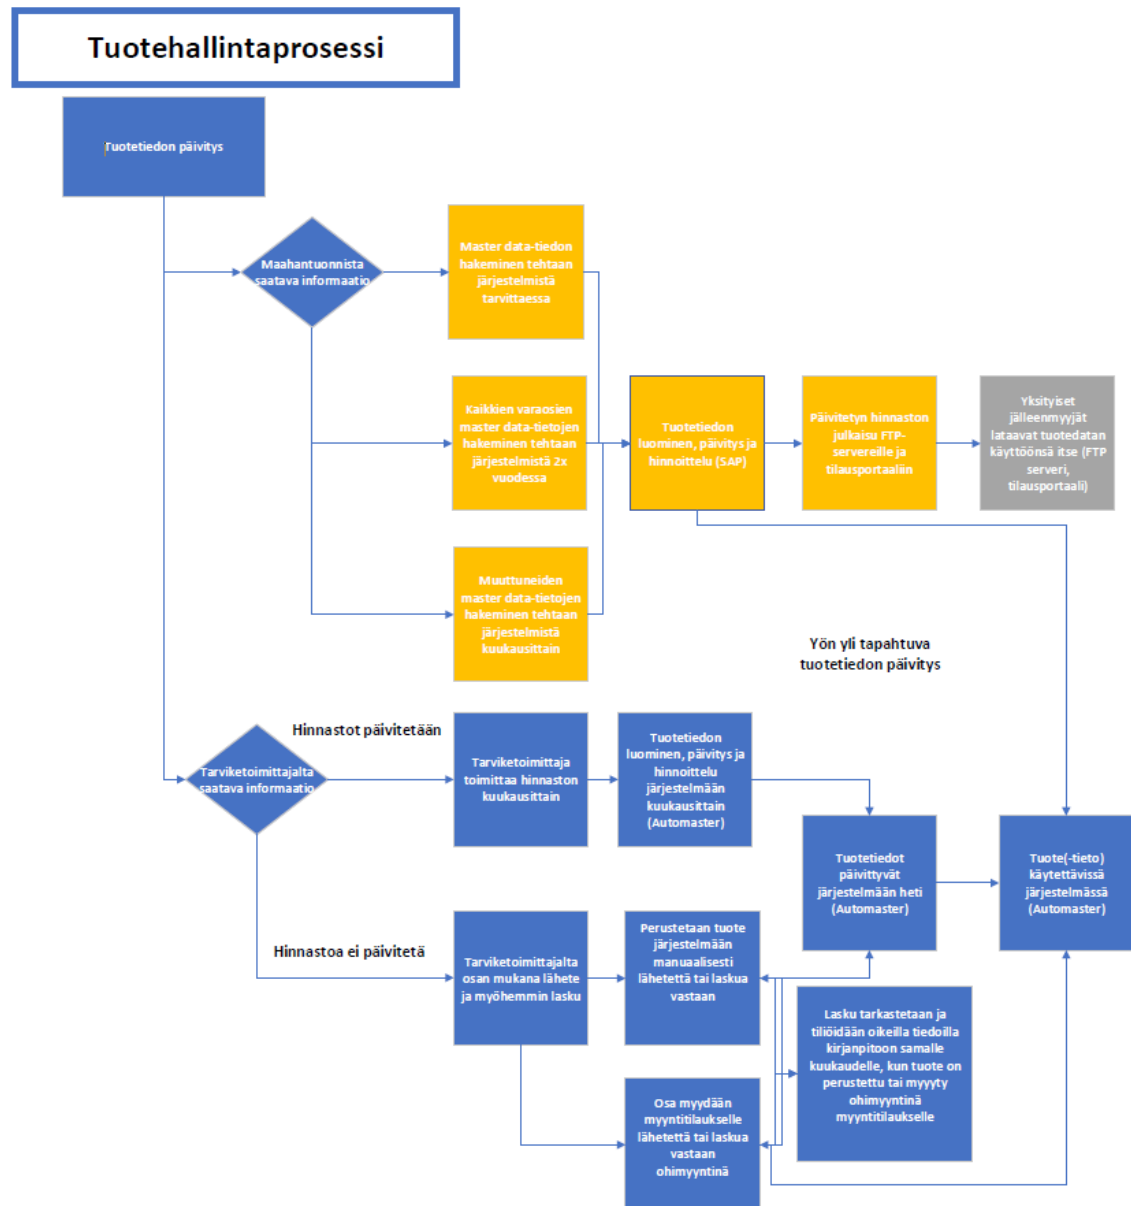 Tuotehallintaprosessi
Tuotetiedon päivitys
Maahantuonnista
saatava informaatio
Master data-tiedon
hakeminen tehtaan
järjestelmistä
tarvittaessa
Kaikkien varaosien
master data-tietojen
hakeminen tehtaan
järjestelmistä 2x
vuodessa
Tuotetiedon
luominen, päivitys ja
hinnoittelu (SAP)
Päivitetyn hinnaston
julkaisu FTP-
servereille ja
tilausportaaliin
Yksityiset
jälleenmyyjät
lataavat tuotedatan
käyttöönsä itse (FTP
serveri,
tilausportaali)
Muuttuneiden
master data-tietojen
hakeminen tehtaan
järjestelmistä
kuukausittain
Yön yli tapahtuva
tuotetiedon päivitys
Hinnastot päivitetään
Tarviketoimittajalta
saatava informaatio
Tarviketoimittaja
toimittaa hinnaston
kuukausittain
Tuotetiedon
luominen, päivitys ja
hinnoittelu
järjestelmään
kuukausittain
(Automaster)
Tuotetiedot
päivittyvät
järjestelmään heti
(Automaster)
Tuote(-tieto)
käytettävissä
järjestelmässä
(Automaster)
Hinnastoa ei päivitetä
Tarviketoimittajalta
osan mukana lähete
ja myöhemmin lasku
Perustetaan tuote
järjestelmään
manuaalisesti
lähetettä tai laskua
vastaan
Lasku tarkastetaan ja
tiliöidään oikeilla tiedoilla
kirjanpitoon samalle
kuukaudelle, kun tuote on
perustettu tai myyyty
ohimyyntinä
myyntitilaukselle
Osa myydään
myyntitilaukselle
lähetettä tai laskua
vastaan
ohimyyntinä